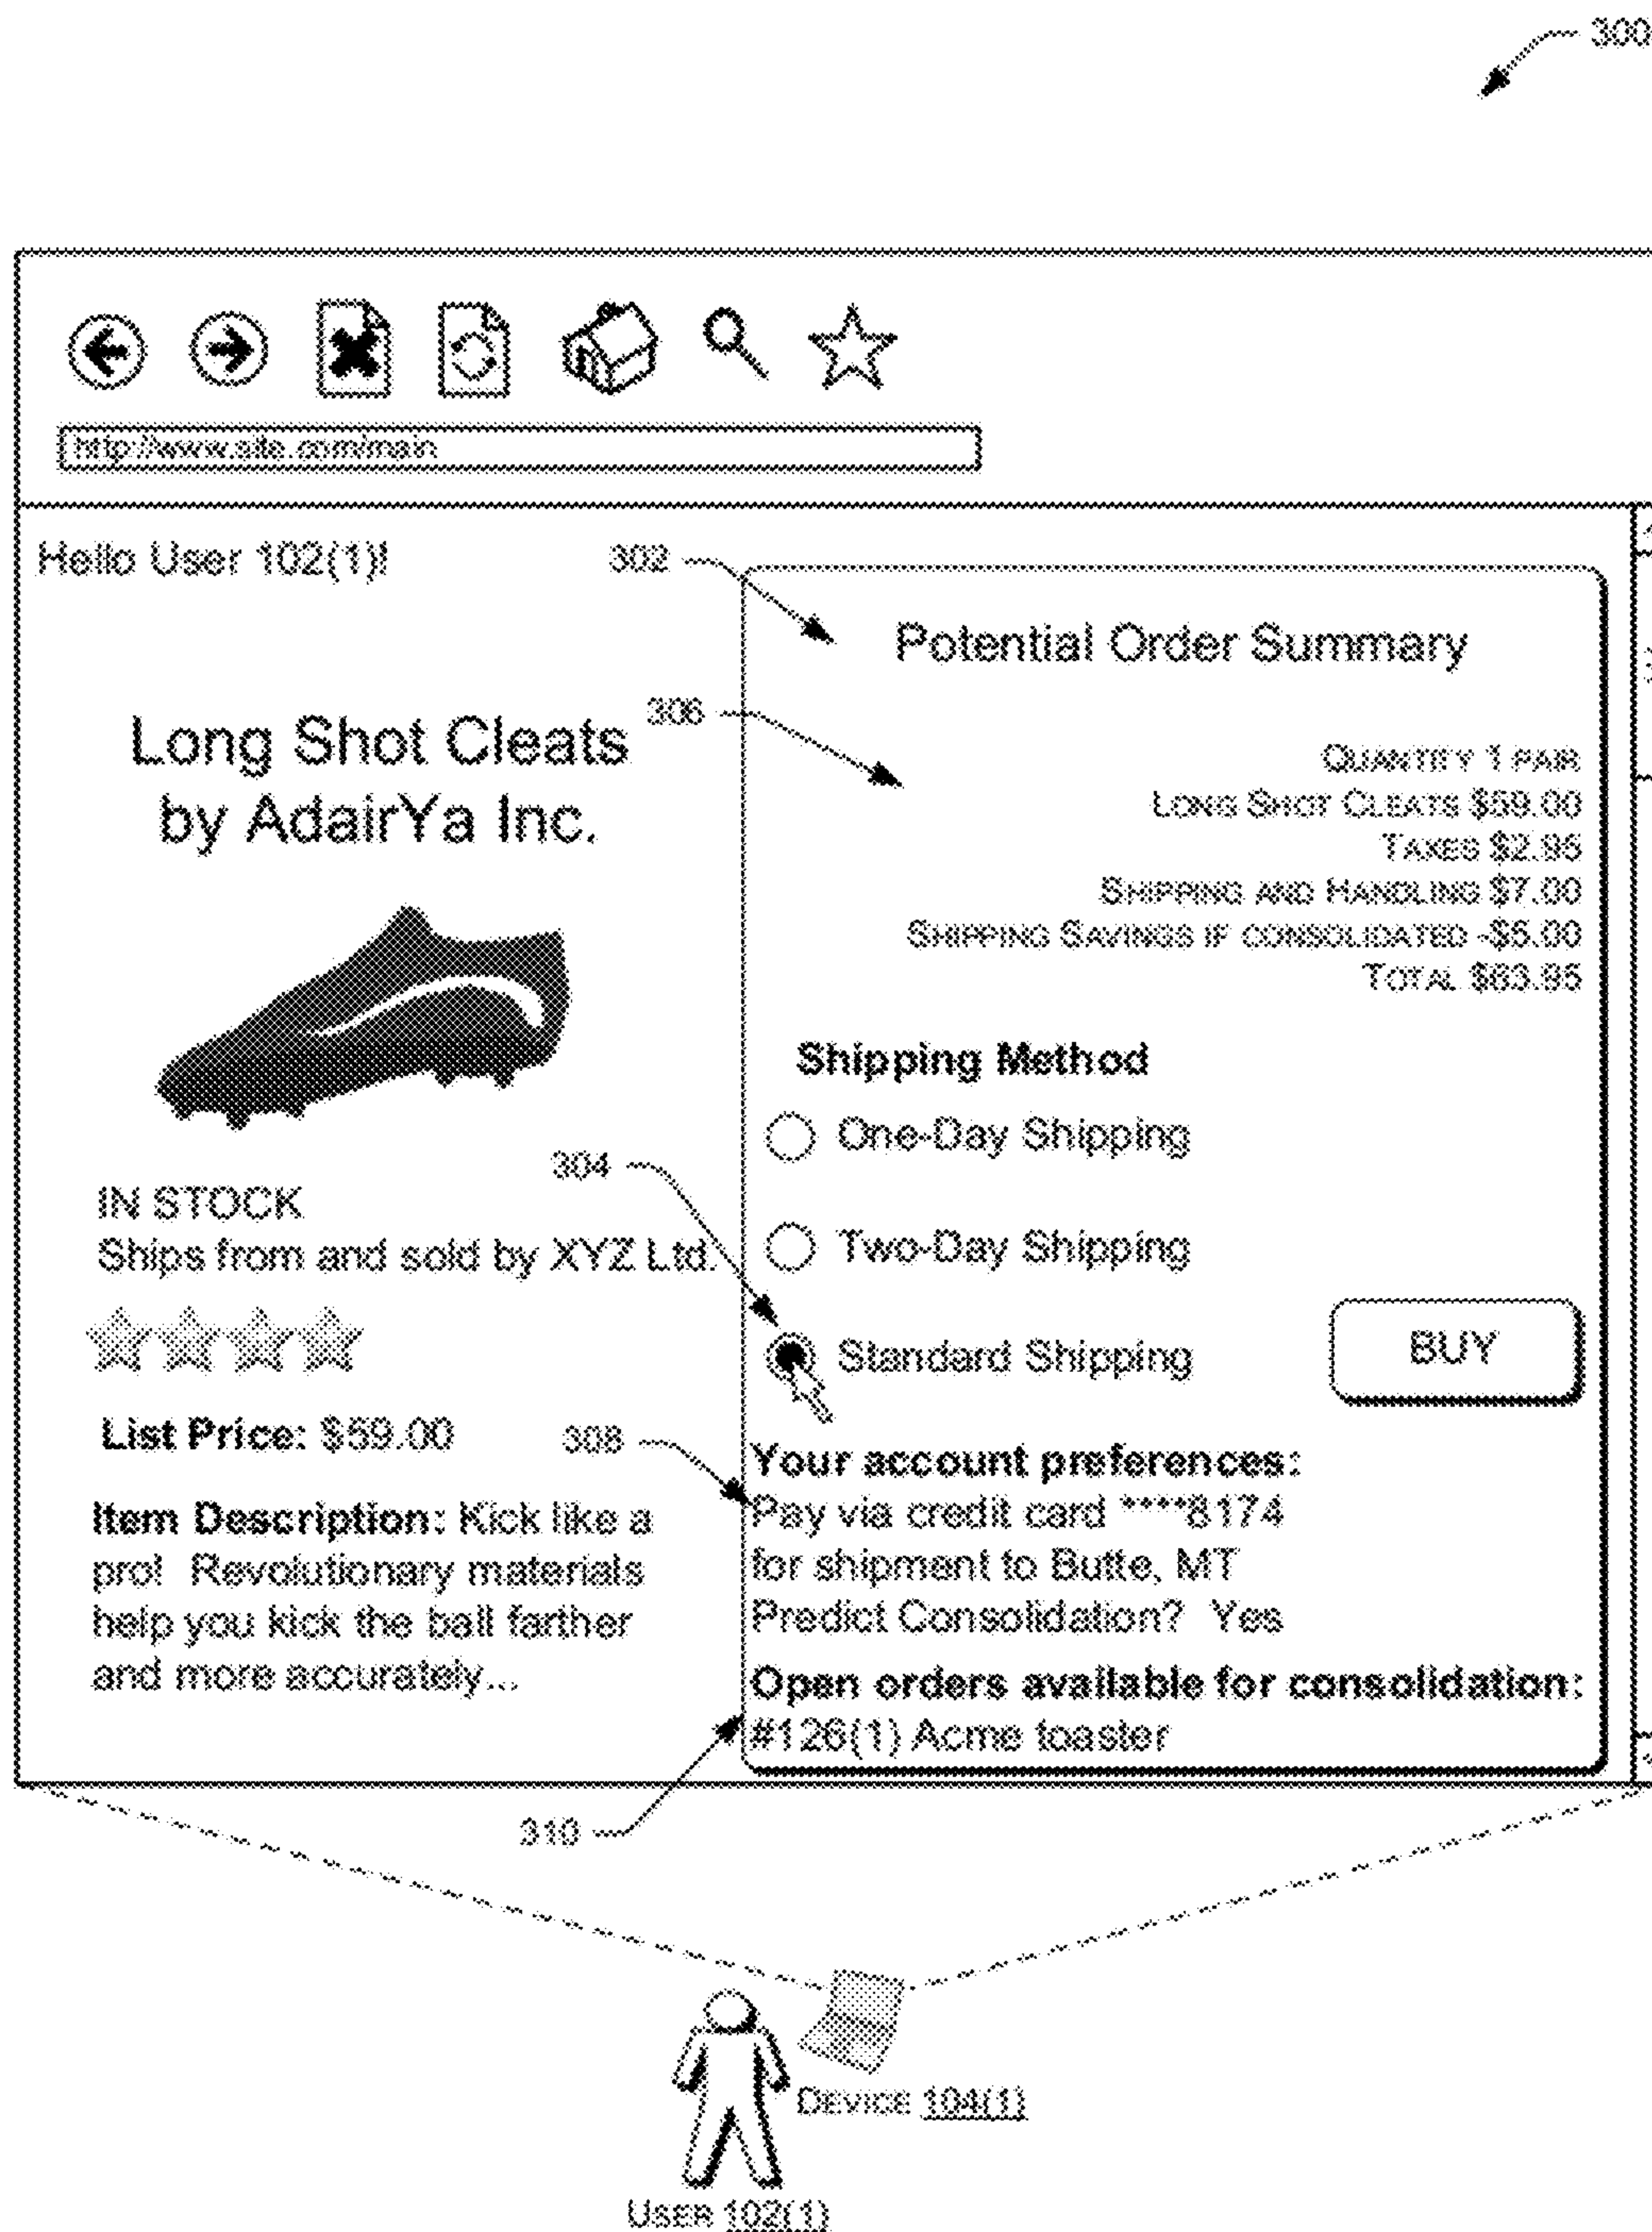 300
http://www.site.com/main
Hello User 102(1)!
302
Potential Order Summary
306
Long Shot Cleats
by AdairYa Inc.
QUANTITY 1 PAIR
LONG SHOT CLEATS $59.00
TAXES $2.95
SHIPPING AND HANDLING $7.00
SHIPPING SAVINGS IF CONSOLIDATED -$5.00
TOTAL $63.95
Shipping Method
One-Day Shipping
304
IN STOCK
Ships from and sold by XYZ Ltd.
Two-Day Shipping
Standard Shipping
BUY
List Price: $59.00
308
Item Description: Kick like a
pro!  Revolutionary materials
help you kick the ball farther
and more accurately...
Your account preferences:
Pay via credit card ****8174
for shipment to Butte, MT
Predict Consolidation?  Yes
Open orders available for consolidation:
#126(1) Acme toaster
310
DEVICE 104(1)
USER 102(1)